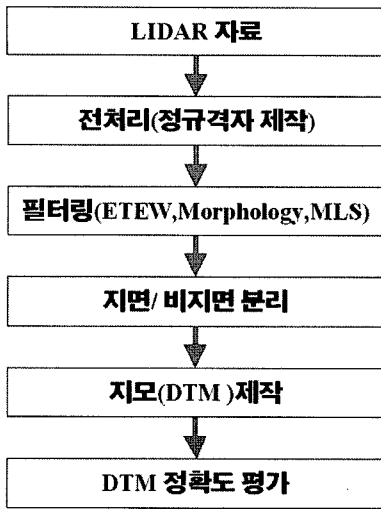 LIDAR 자료
전처리(정규격자 제작)
필터링(ETEW,Morphology,MLS)
지면/ 비지면 분리
지모(DTM )제작
DTM 정확도 평가